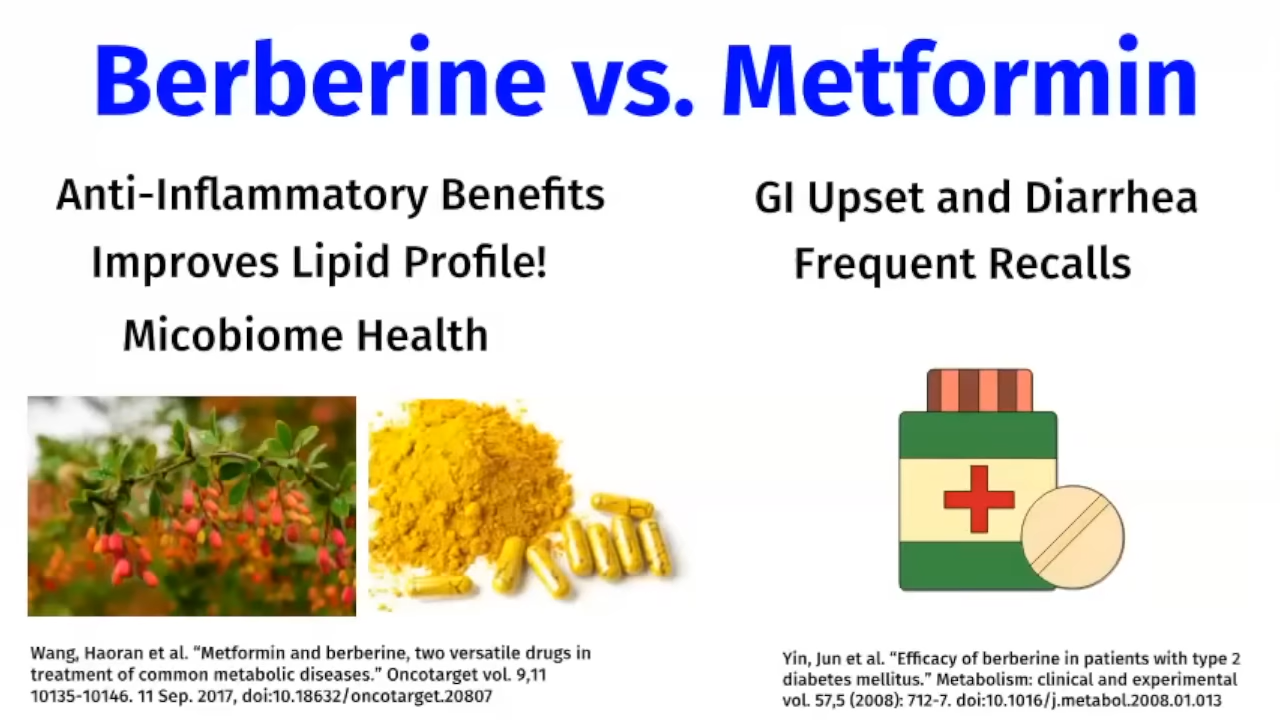 Berberine vs. Metformin
Anti-Inflammatory Benefits
Improves Lipid Profile!
Micobiome Health
GI Upset and Diarrhea
Frequent Recalls
Wang, Haoran et al. “Metformin and berberine, two versatile drugs in
treatment of common metabolic diseases.” Oncotarget vol. 9,11
10135-10146. 11 Sep. 2017, doi:10.18632/oncotarget.20807
Yin, Jun et al. “Efficacy of berberine in patients with type 2
diabetes mellitus.” Metabolism: clinical and experimental
vol. 57,5 (2008): 712-7. doi:10.1016/j.metabol.2008.01.013